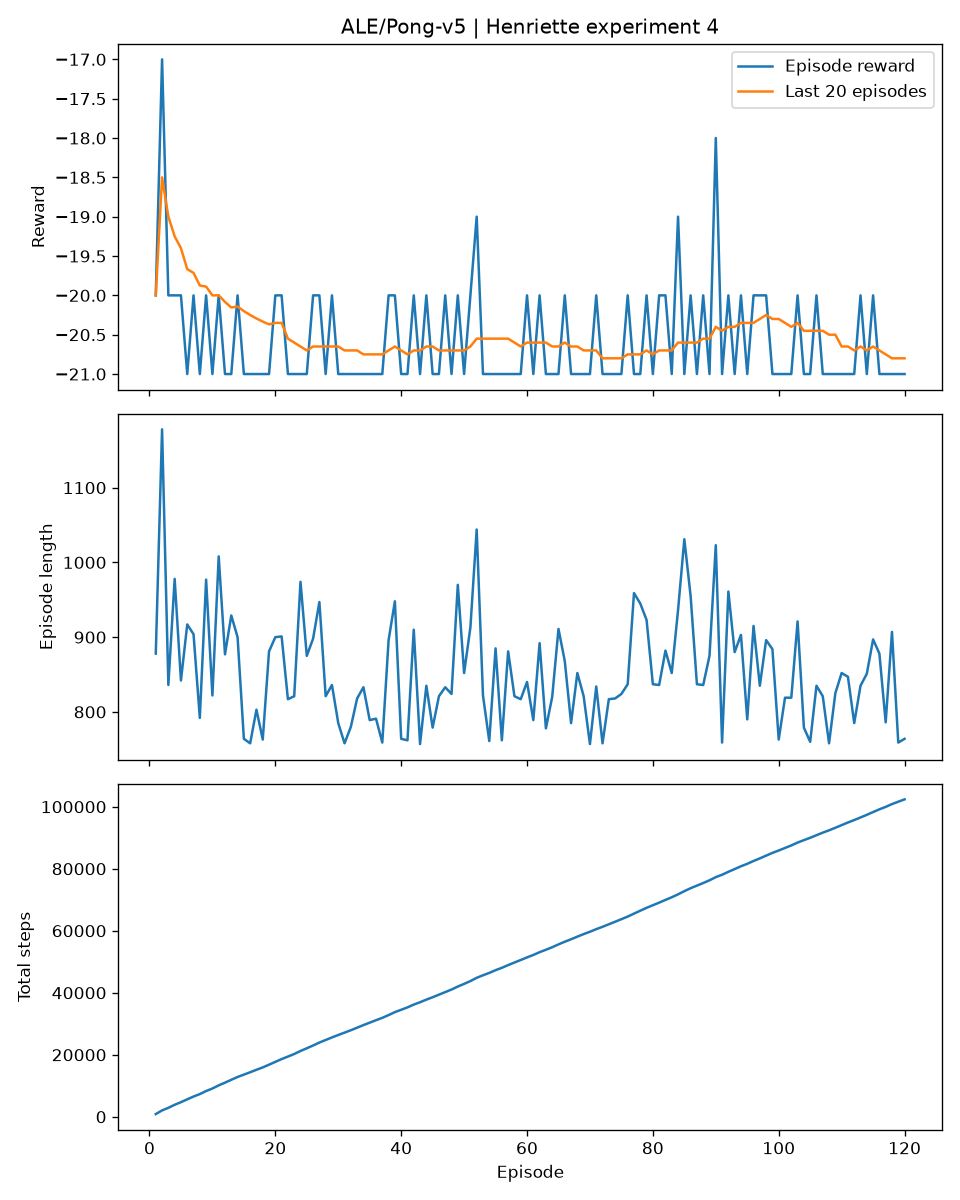 ALE/Pong-v5 | Henriette experiment 4
Episode reward
Last 20 episodes
Reward
−17.0
−17.5
−18.0
−18.5
−19.0
−19.5
−20.0
−20.5
−21.0
Episode length
1100
1000
900
800
Total steps
100000
80000
60000
40000
20000
0
0 20 40 60 80 100 120
Episode